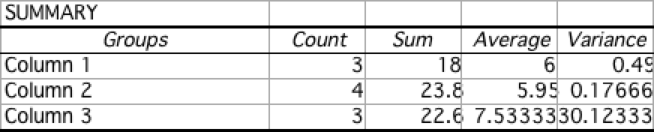 SUMMARY
Groups Count Sum Average Variance
Column 1 3 18 6 0.49
Column 2 4 23.8 5.95 0.17666
Column 3 3 22.6 7.53333 0.12333